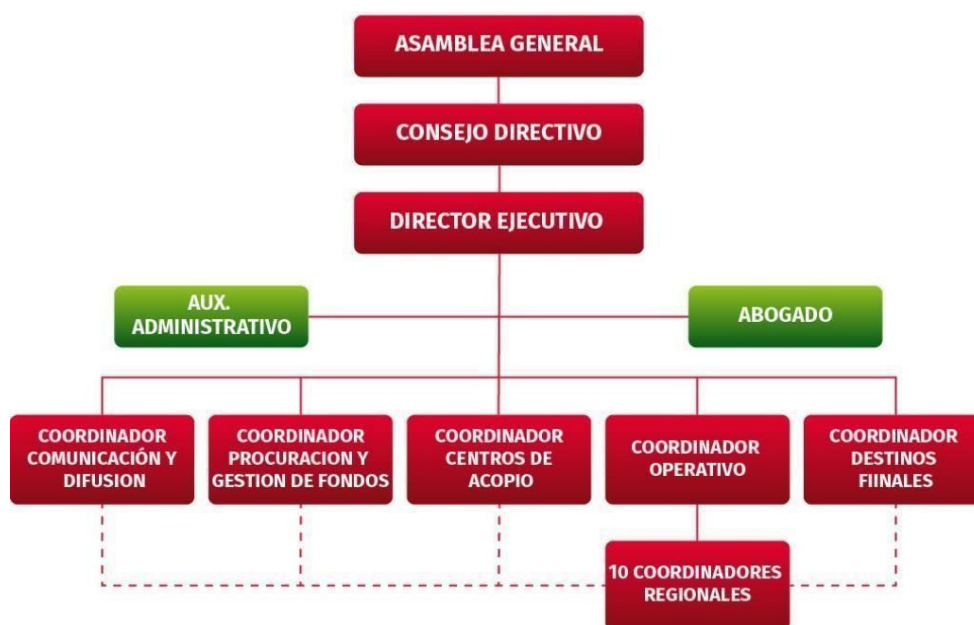 ASAMBLEA GENERAL
CONSEJO DIRECTIVO
DIRECTOR EJECUTIVO
AUX.
ADMINISTRATIVO
ABOGADO
COORDINADOR
COMUNICACIÓN Y
DIFUSION
COORDINADOR
PROCURACION Y
GESTION DE FONDOS
COORDINADOR
CENTROS DE
ACOPIO
COORDINADOR
OPERATIVO
COORDINADOR
DESTINOS
FIINALES
10 COORDINADORES
REGIONALES